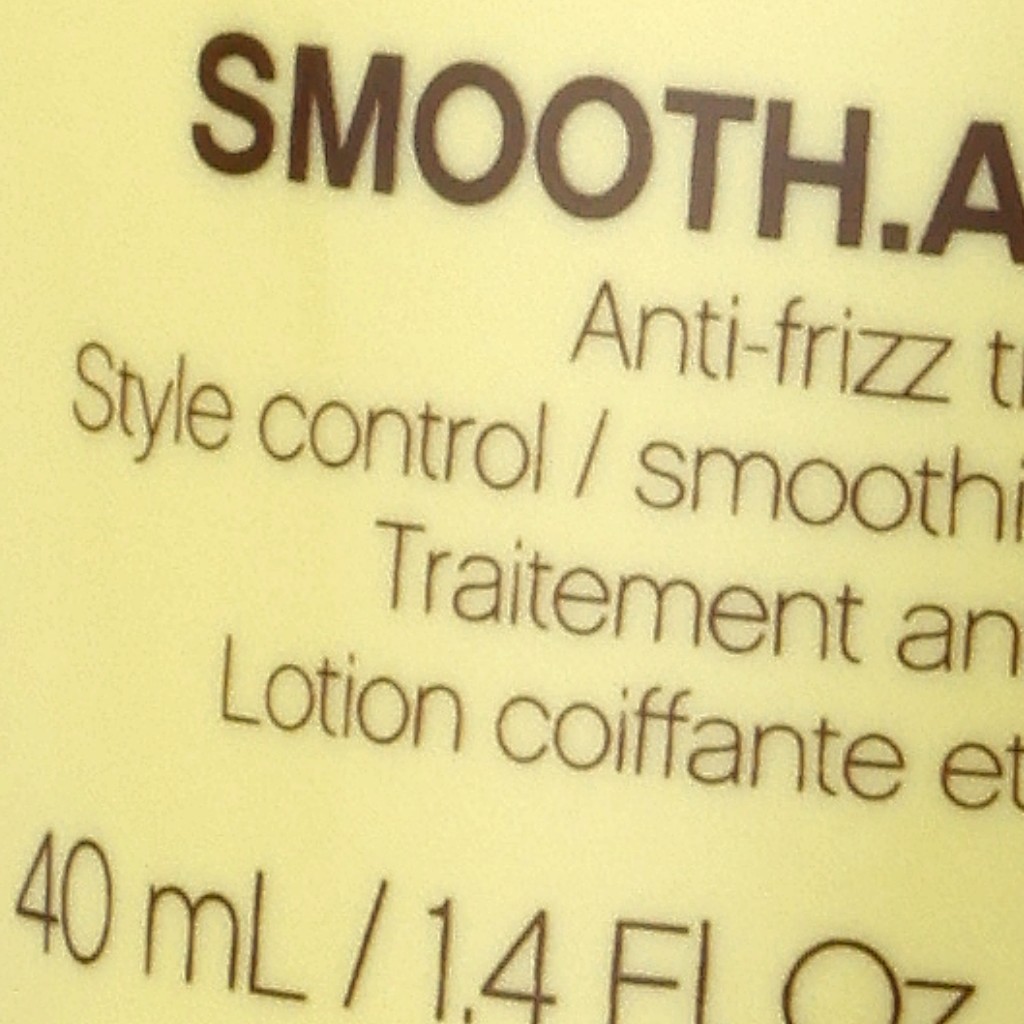 SMOOTH.A
Anti-frizz t
Style control / smoothi
Traitement an
Lotion coiffante et
40 mL / 1.4 Fl Oz